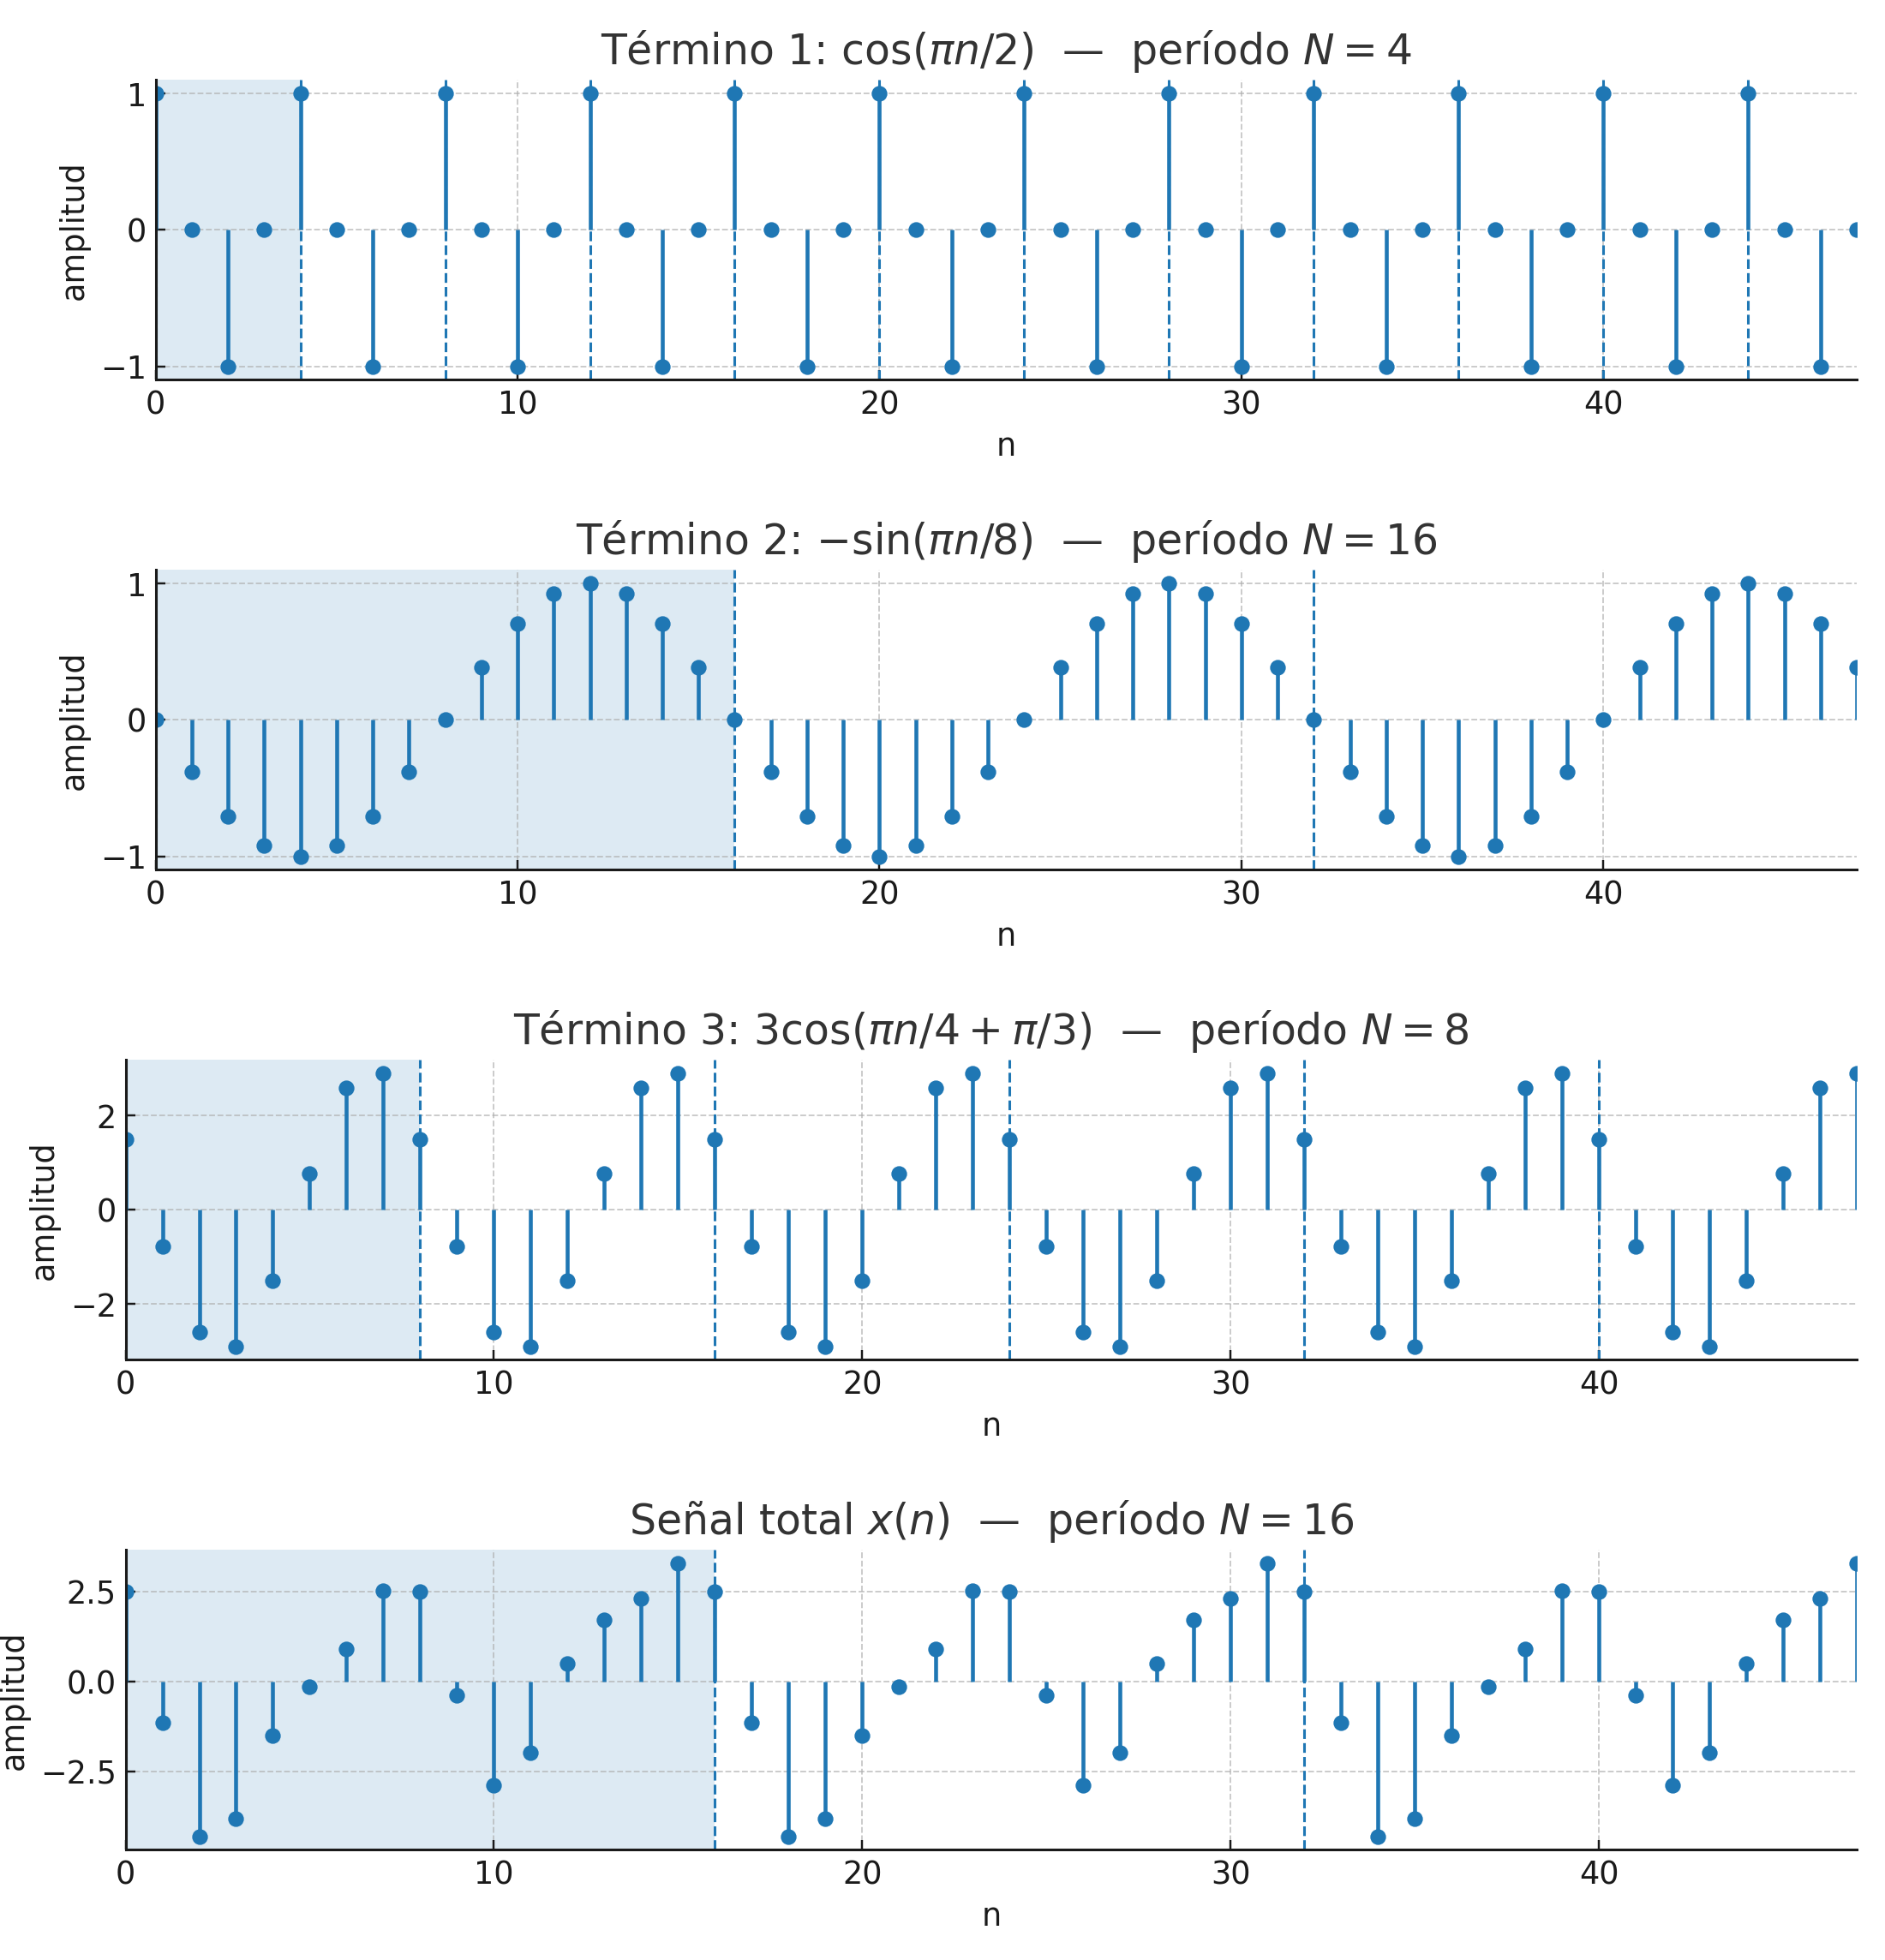 Término 1: cos(πn/2) — período N = 4
1
0
−1
amplitud
0 10 20 30 40
n
Término 2: −sin(πn/8) — período N = 16
1
0
−1
amplitud
0 10 20 30 40
n
Término 3: 3cos(πn/4 + π/3) — período N = 8
2
0
−2
amplitud
0 10 20 30 40
n
Señal total x(n) — período N = 16
2.5
0.0
−2.5
amplitud
0 10 20 30 40
n